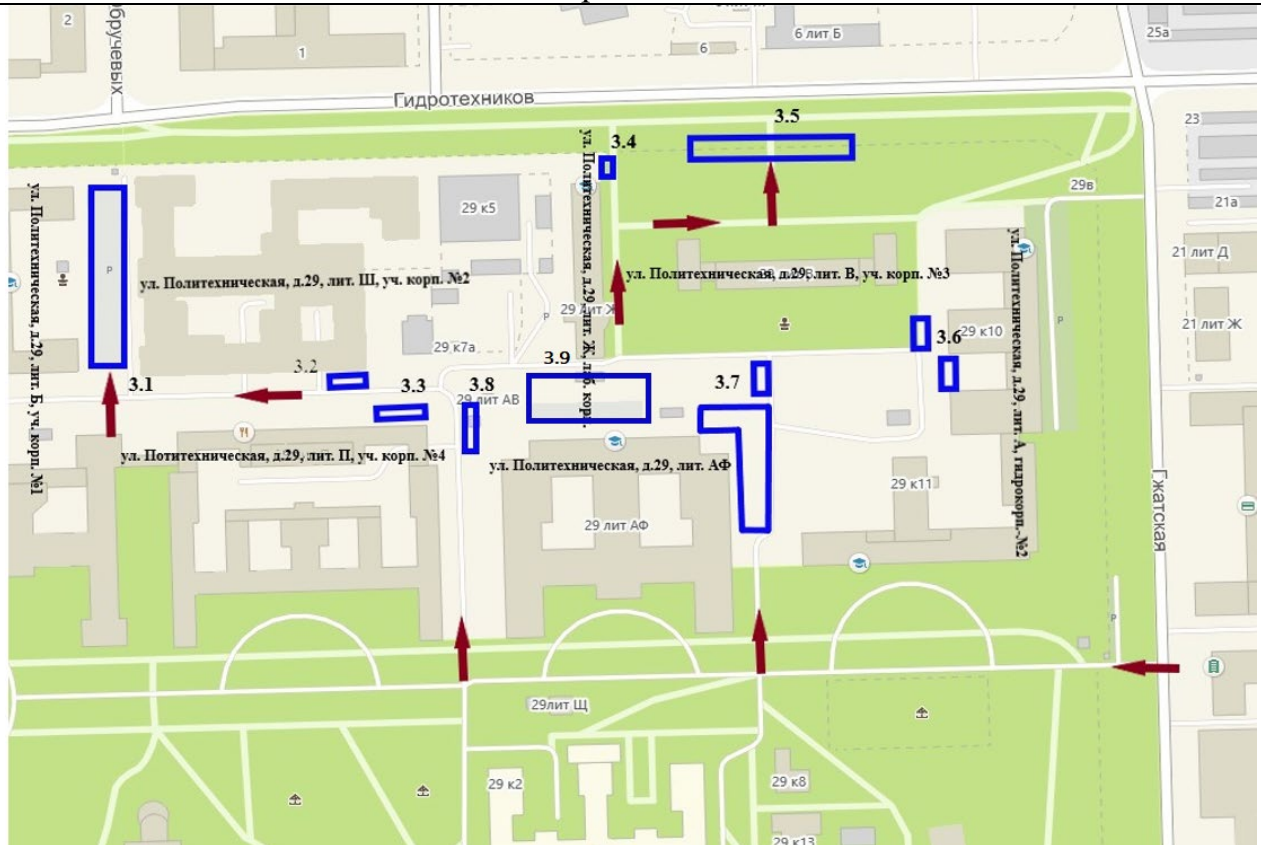 2
1
Обручевых
6
6 лит Б
25а
Гидротехников
23
3.5
3.4
29в
21а
29 к5
21 лит Д
ул. Политехническая, д.29, лит. Б, уч. корп. №1
P
ул. Политехническая, д.29, лит. Ш, уч. корп. №2
ул. Политехническая, д.29, лит. Ж, лаб. корп.
ул. Политехническая, д.29, лит. В, уч. корп. №3
ул. Политехническая, д.29, лит. А, гидрокорп.-№2
P
29 лит Ж
P
21 лит Ж
29 к7а
29 к10
3.6
3.9
3.2
3.1
3.3
3.8
29 лит АВ
3.7
ул. Потитехническая, д.29, лит. П, уч. корп. №4
ул. Политехническая, д.29, лит. АФ
29 к11
29 лит АФ
Гжатская
P
29лит Щ
29 к2
29 к8
29 к13